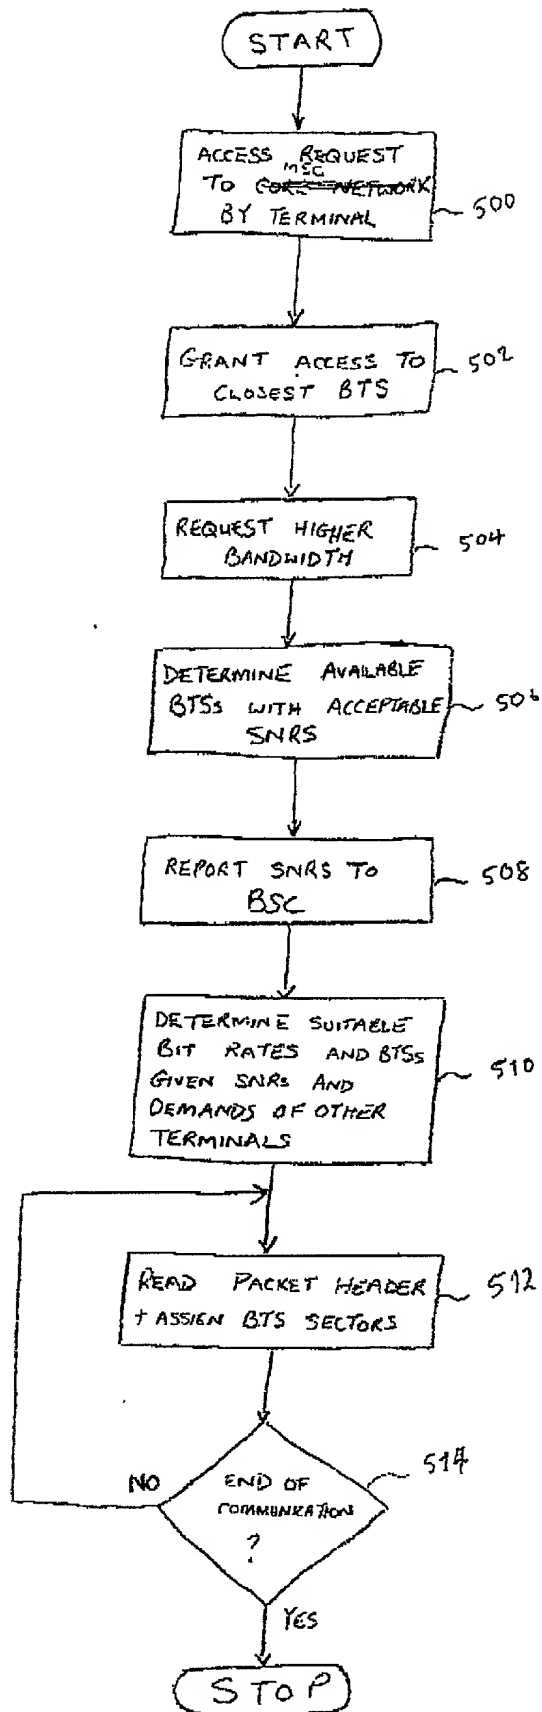 START
ACCESS REQUEST
MSC
TO CORE NETWORK
BY TERMINAL
500
GRANT ACCESS TO
CLOSEST BTS
502
REQUEST HIGHER
BANDWIDTH
504
DETERMINE AVAILABLE
BTSs WITH ACCEPTABLE
SNRS
506
REPORT SNRS TO
BSC
508
DETERMINE SUITABLE
BIT RATES AND BTSs
GIVEN SNRs AND
DEMANDS OF OTHER
TERMINALS
510
READ PACKET HEADER
+ ASSIGN BTS SECTORS
512
END OF
COMMUNICATION
?
514
NO
YES
STOP